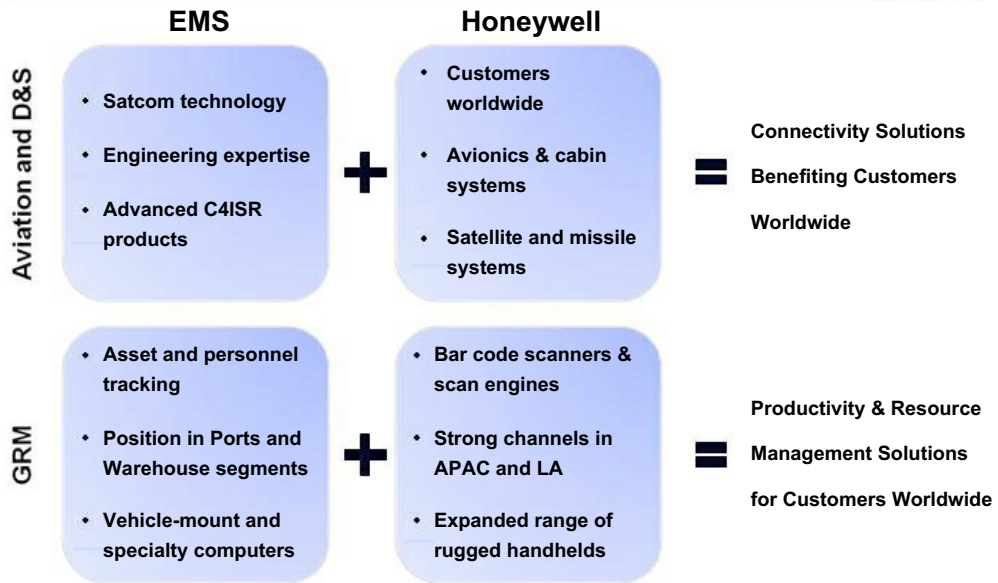 EMS
Honeywell
Aviation and D&S
• Satcom technology
• Engineering expertise
• Advanced C4ISR
products
+
• Customers
worldwide
• Avionics & cabin
systems
• Satellite and missile
systems
=
Connectivity Solutions
Benefiting Customers
Worldwide
GRM
• Asset and personnel
tracking
• Position in Ports and
Warehouse segments
• Vehicle-mount and
specialty computers
+
• Bar code scanners &
scan engines
• Strong channels in
APAC and LA
• Expanded range of
rugged handhelds
=
Productivity & Resource
Management Solutions
for Customers Worldwide